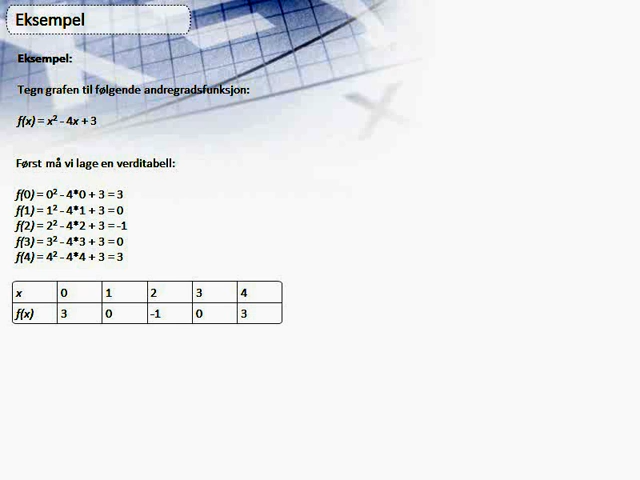 Eksempel
Eksempel:
Tegn grafen til følgende andregradsfunksjon:
f(x) = x² - 4x + 3
Først må vi lage en verditabell:
f(0) = 0² - 4*0 + 3 = 3
f(1) = 1² - 4*1 + 3 = 0
f(2) = 2² - 4*2 + 3 = -1
f(3) = 3² - 4*3 + 3 = 0
f(4) = 4² - 4*4 + 3 = 3
x 0 1 2 3 4
f(x) 3 0 -1 0 3